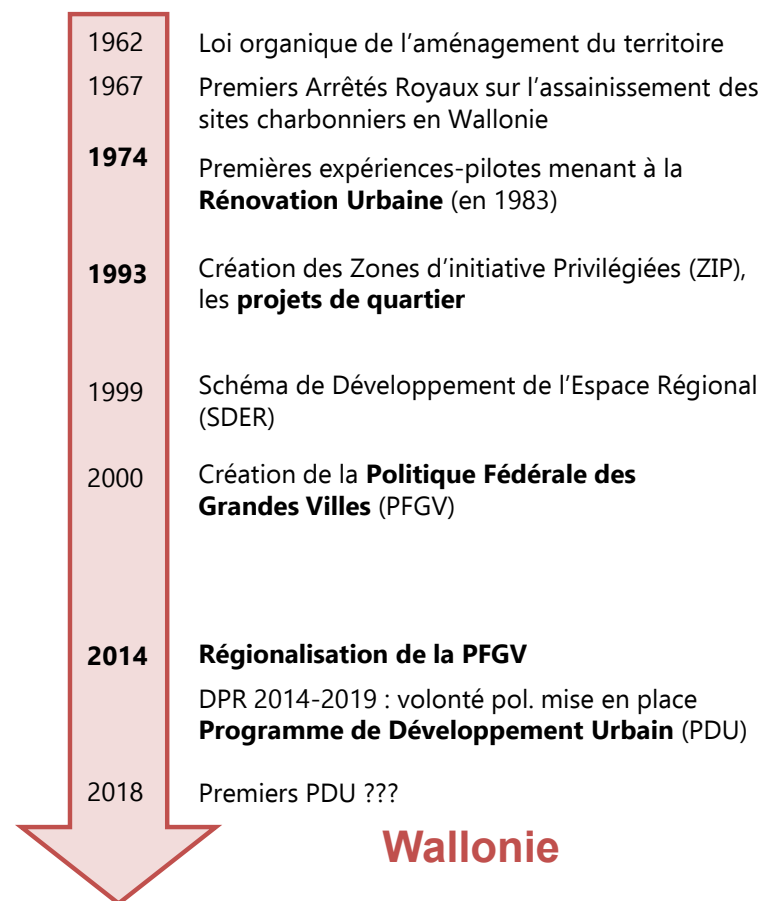 1962 Loi organique de l’aménagement du territoire
1967 Premiers Arrêtés Royaux sur l’assainissement des
sites charbonniers en Wallonie
1974 Premières expériences-pilotes menant à la
Rénovation Urbaine (en 1983)
1993 Création des Zones d’initiative Privilégiées (ZIP),
les projets de quartier
1999 Schéma de Développement de l’Espace Régional
(SDER)
2000 Création de la Politique Fédérale des
Grandes Villes (PFGV)
2014 Régionalisation de la PFGV
DPR 2014-2019 : volonté pol. mise en place
Programme de Développement Urbain (PDU)
2018 Premiers PDU ???
Wallonie